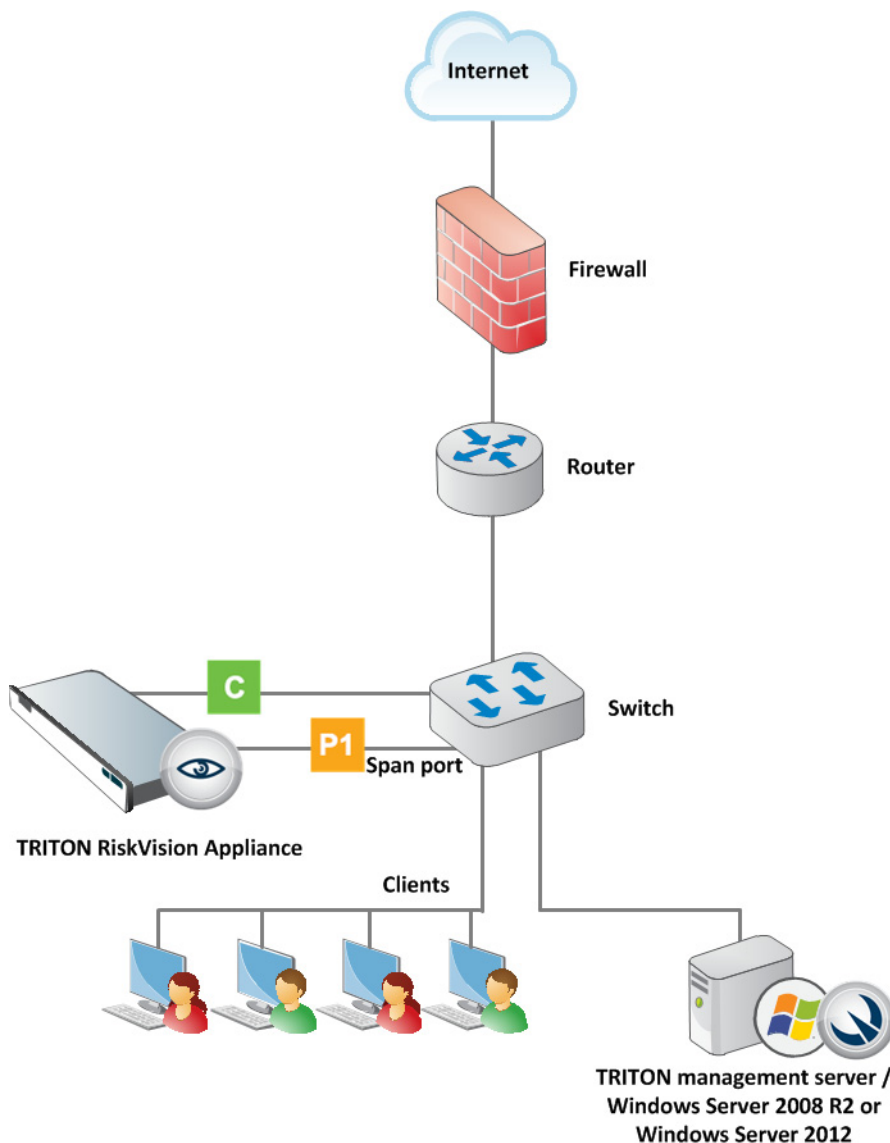 Internet
Firewall
Router
C
Switch
P1
Span port
TRITON RiskVision Appliance
Clients
TRITON management server /
Windows Server 2008 R2 or
Windows Server 2012